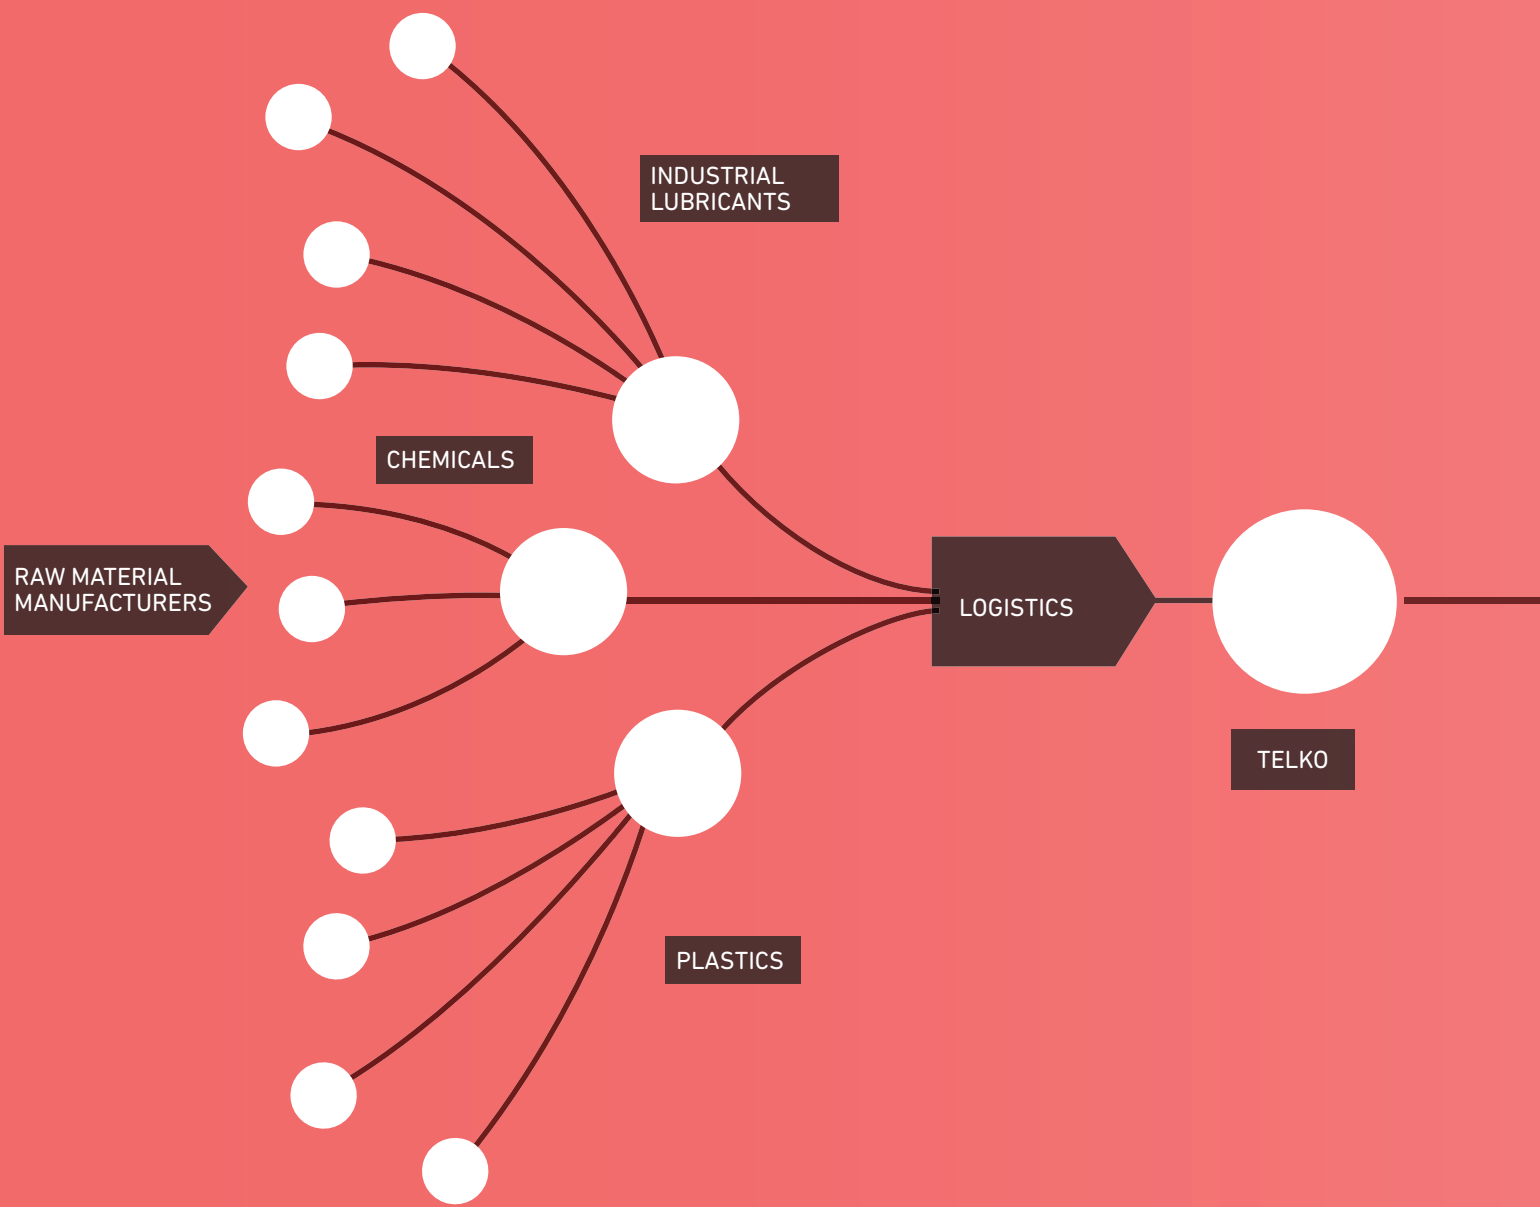 INDUSTRIAL
LUBRICANTS
CHEMICALS
RAW MATERIAL
MANUFACTURERS
LOGISTICS
TELKO
PLASTICS